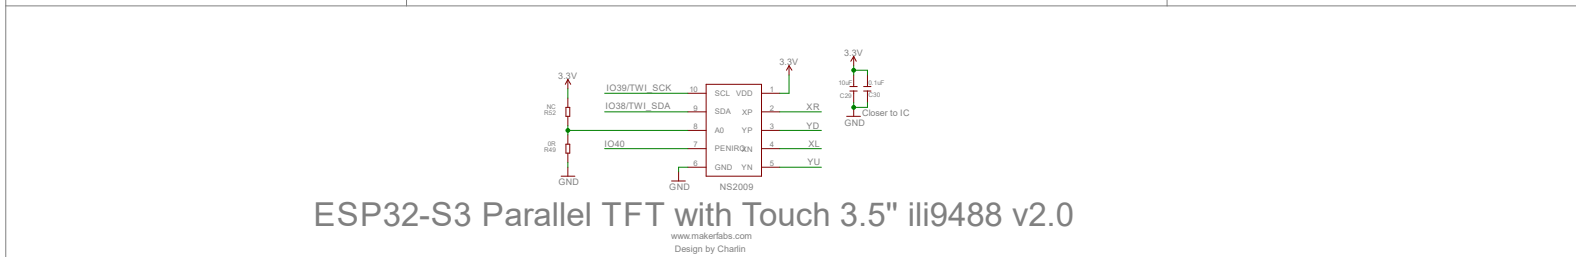 3.3V
3.3V
3.3V
10uF 0.1uF
C29 C30
Closer to IC
GND
NC
R52
0R
R49
GND
IO39/TWI_SCK 10 SCL VDD 1
IO38/TWI_SDA 9 SDA XP 2 XR
8 A0 YP 3 YD
IO40 7 PENIRQ XN 4 XL
6 GND YN 5 YU
GND
NS2009
ESP32-S3 Parallel TFT with Touch 3.5" ili9488 v2.0
www.makerfabs.com
Design by Charlin